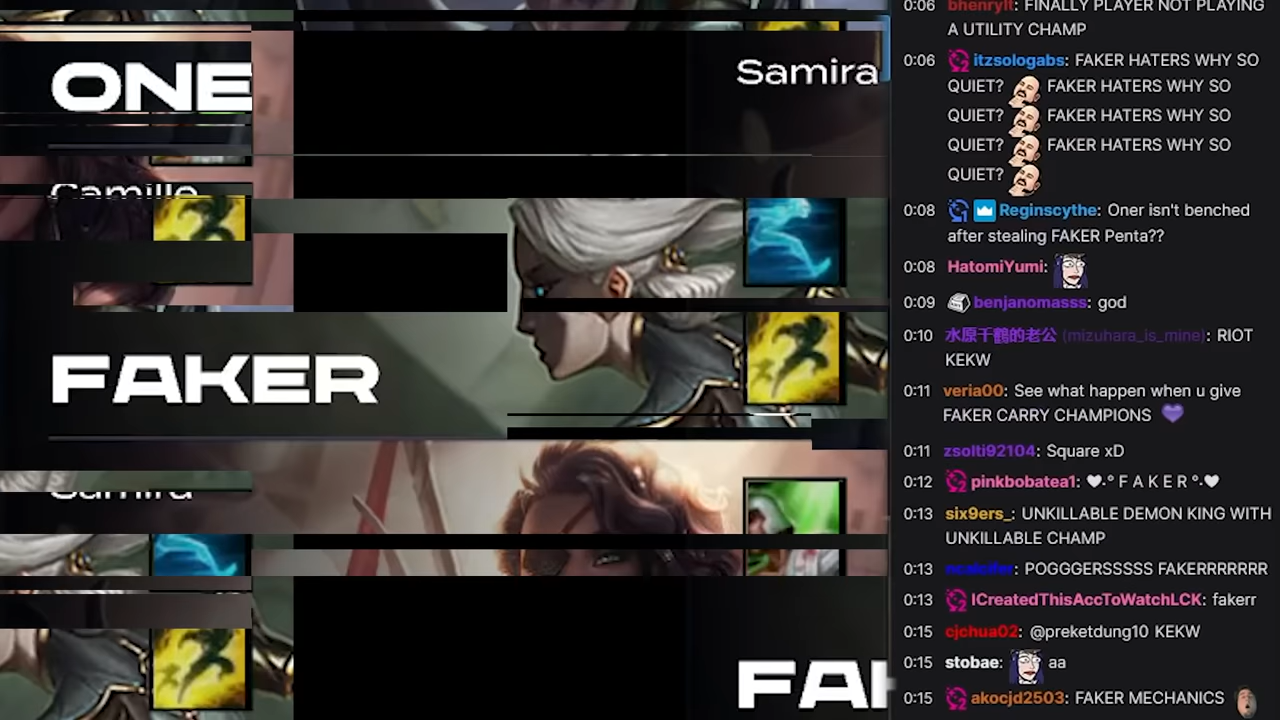 ONE
Samira
Camille
FAKER
Samira
FAK
0:06 bhenrylt: FINALLY PLAYER NOT PLAYING
A UTILITY CHAMP
0:06 itzsologabs: FAKER HATERS WHY SO
QUIET? FAKER HATERS WHY SO
QUIET? FAKER HATERS WHY SO
QUIET? FAKER HATERS WHY SO
QUIET?
0:08 Reginscythe: Oner isn't benched
after stealing FAKER Penta??
0:08 HatomiYumi:
0:09 benjanomasss: god
0:10 水原千鶴的老公 (mizuhara_is_mine): RIOT
KEKW
0:11 veria00: See what happen when u give
FAKER CARRY CHAMPIONS 💜
0:11 zsolti92104: Square xD
0:12 pinkbobatea1: ♥‧° F A K E R °‧♥
0:13 six9ers_: UNKILLABLE DEMON KING WITH
UNKILLABLE CHAMP
0:13 : POGGGERSSSSS FAKERRRRRRR
0:13 ICreatedThisAccToWatchLCK: fakerr
0:15 cjchua02: @preketdung10 KEKW
0:15 stobae: aa
0:15 akocjd2503: FAKER MECHANICS